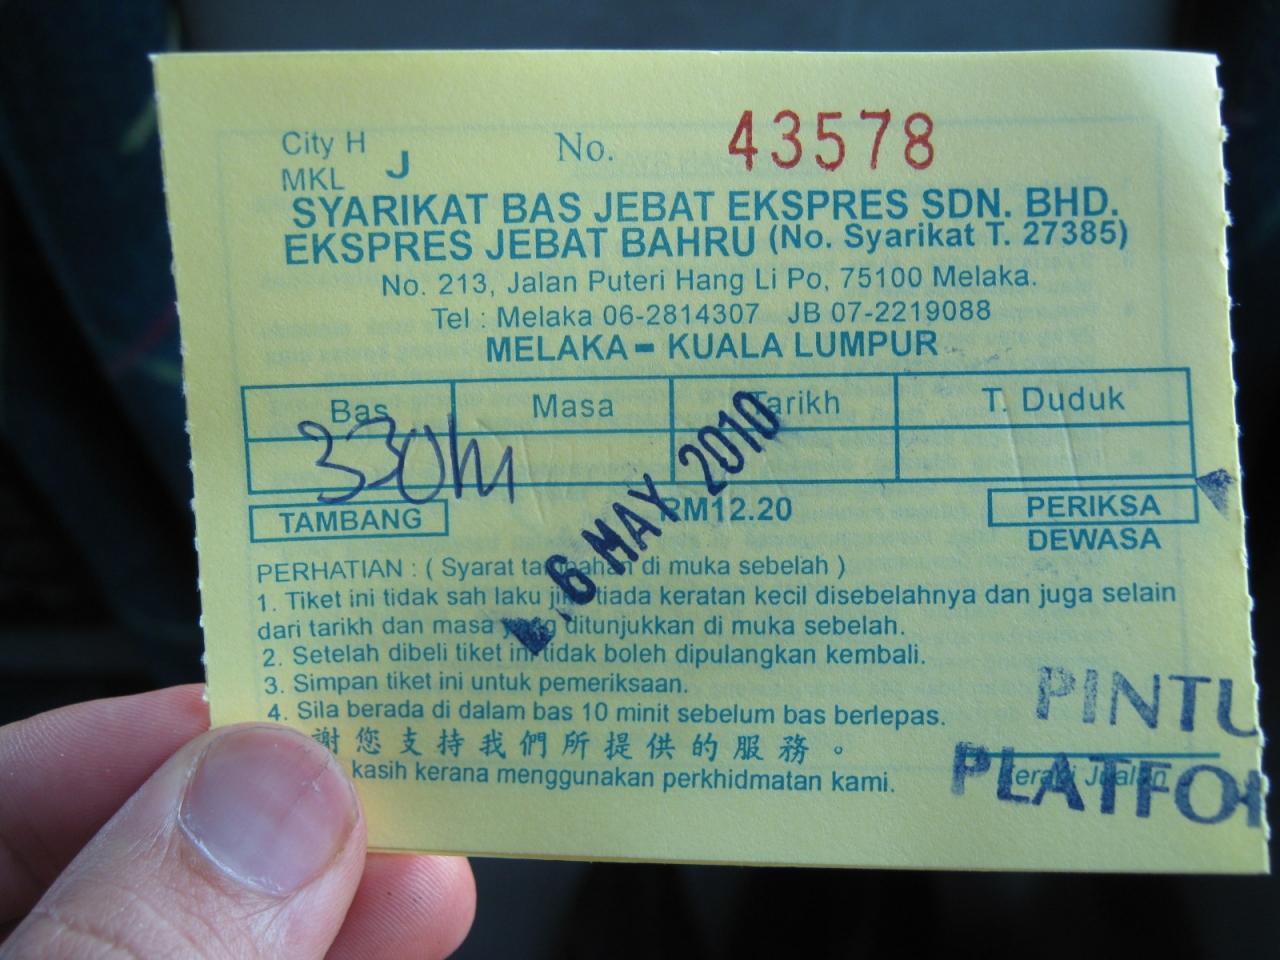 City H
MKL J No. 43578
SYARIKAT BAS JEBAT EKSPRES SDN. BHD.
EKSPRES JEBAT BAHRU (No. Syarikat T. 27385)
No. 213, Jalan Puteri Hang Li Po, 75100 Melaka.
Tel : Melaka 06-2814307 JB 07-2219088
MELAKA - KUALA LUMPUR
Bas Masa Tarikh T. Duduk
330
6 MAY 2010
TAMBANG RM12.20 PERIKSA
DEWASA
PERHATIAN : ( Syarat tambahan di muka sebelah )
1. Tiket ini tidak sah laku jika tiada keratan kecil disebelahnya dan juga selain
dari tarikh dan masa yang ditunjukkan di muka sebelah.
2. Setelah dibeli tiket ini tidak boleh dipulangkan kembali.
3. Simpan tiket ini untuk pemeriksaan.
4. Sila berada di dalam bas 10 minit sebelum bas berlepas.
謝您支持我們所提供的服務。
kasih kerana menggunakan perkhidmatan kami.
PINTU
PLATFO